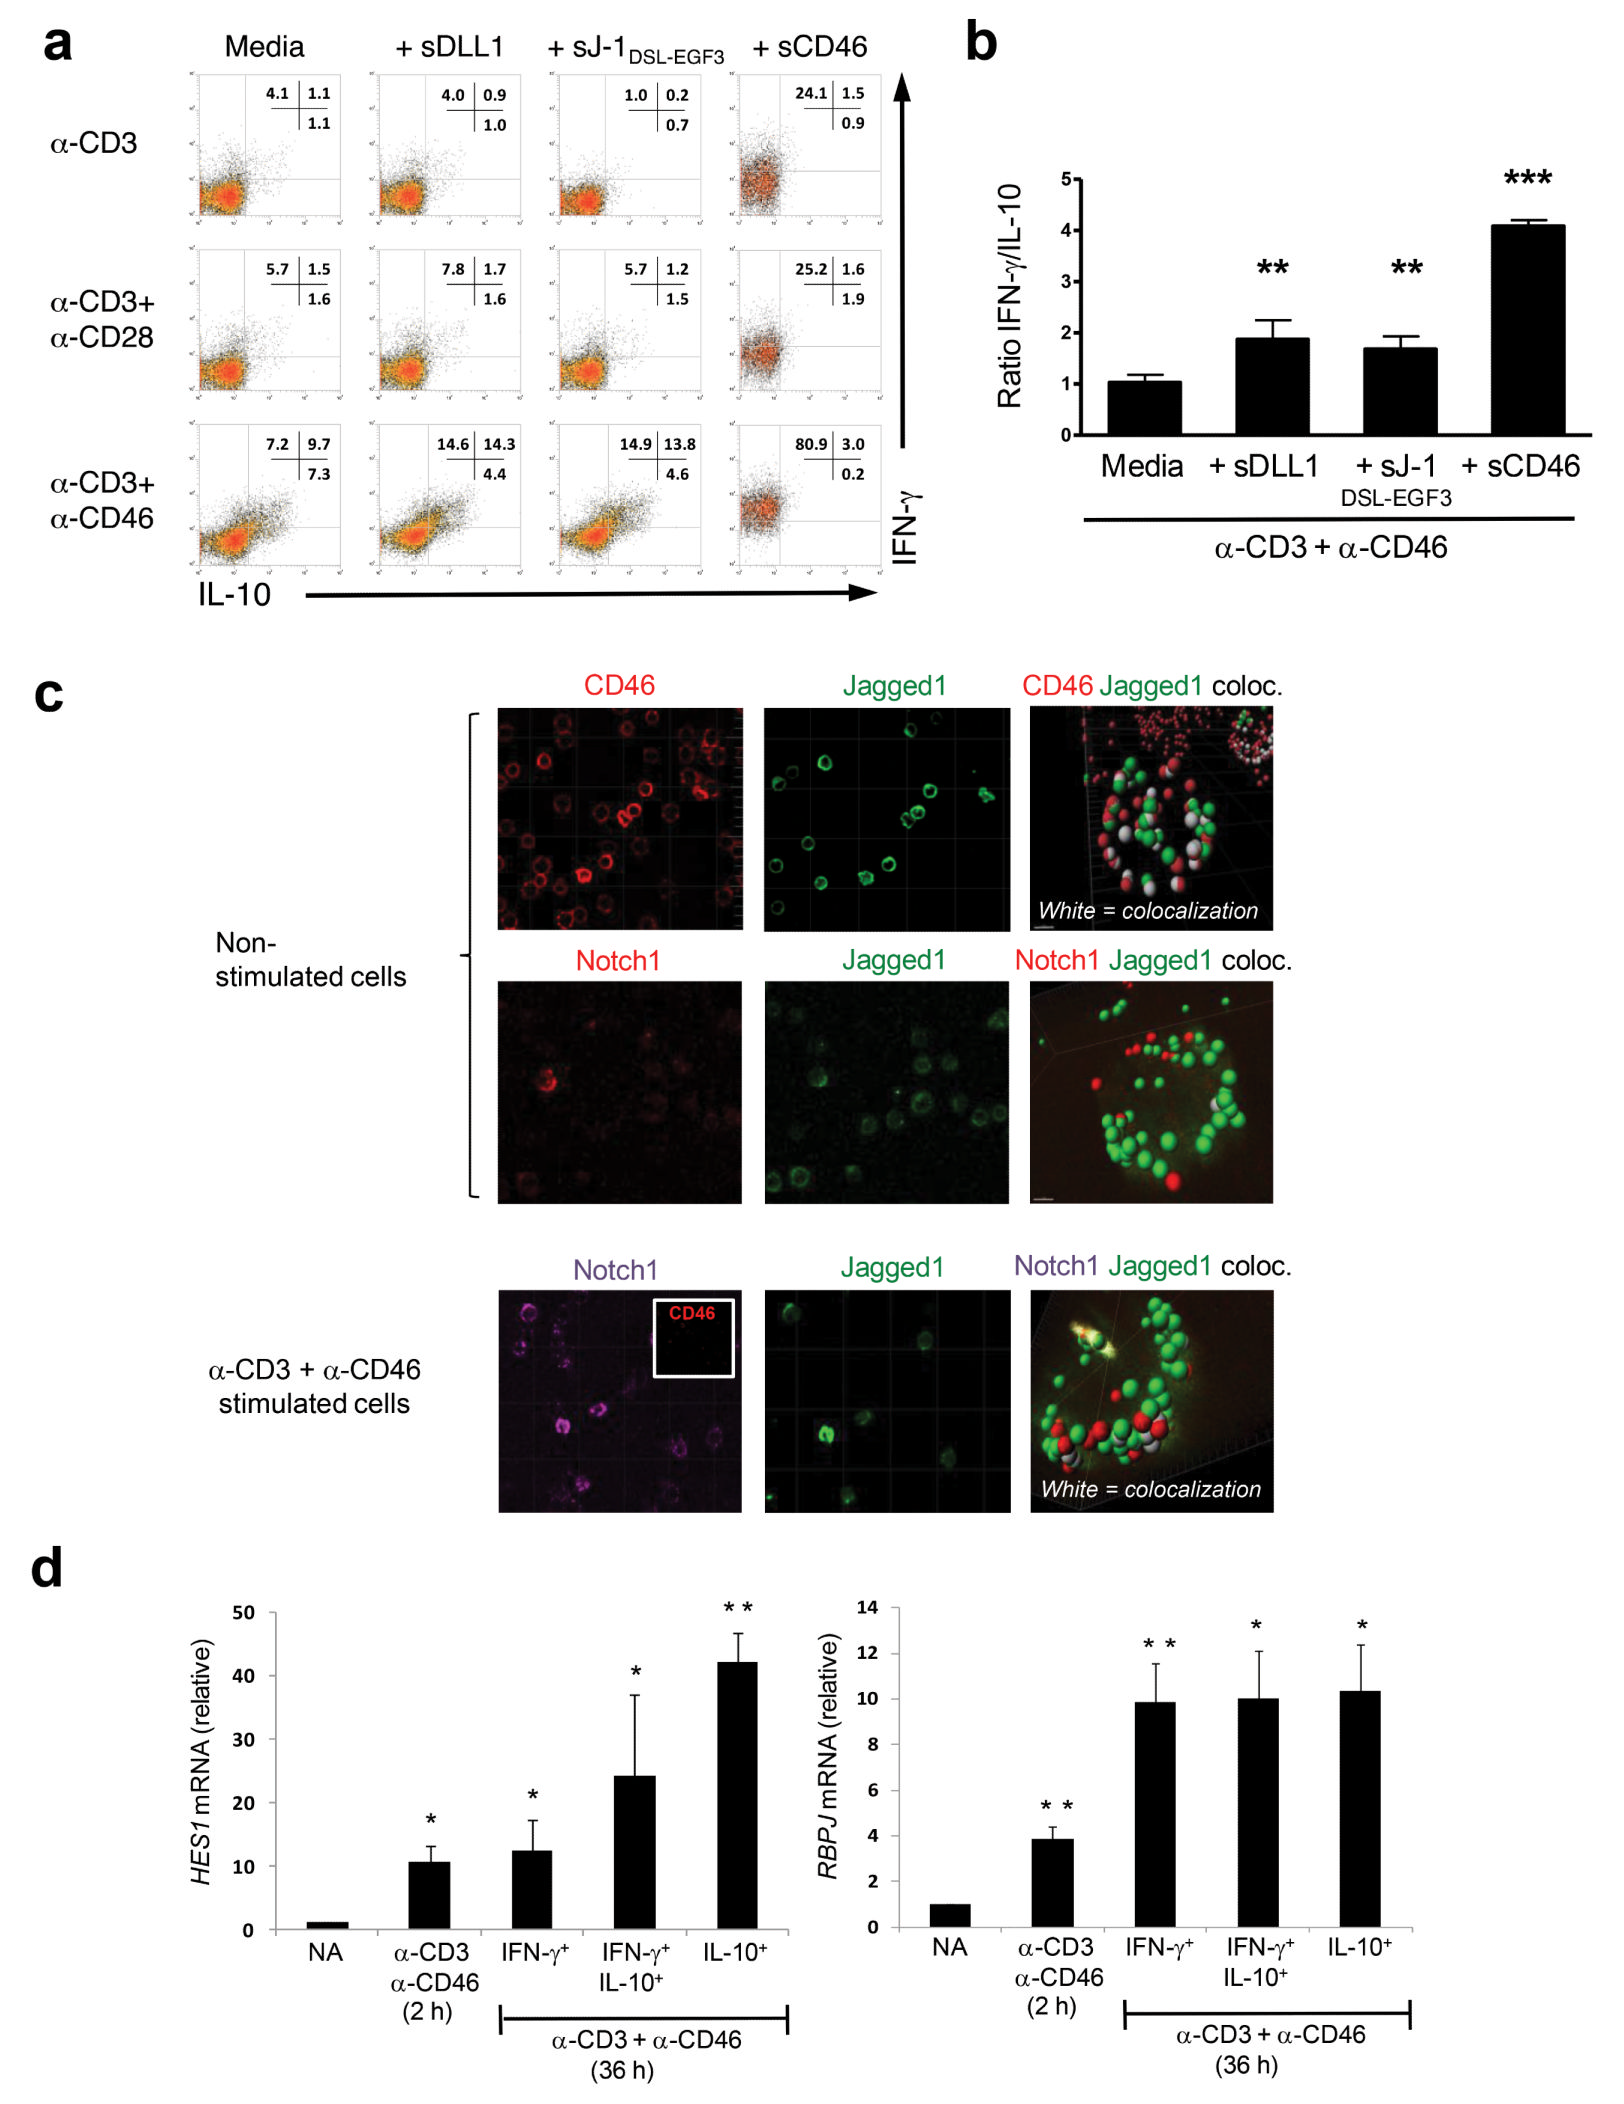 a
Media
+ sDLL1
+ sJ-1DSL-EGF3
+ sCD46
α-CD3
4.1 1.1
1.1
4.0 0.9
1.0
1.0 0.2
0.7
24.1 1.5
0.9
α-CD3+
α-CD28
5.7 1.5
1.6
7.8 1.7
1.6
5.7 1.2
1.5
25.2 1.6
1.9
α-CD3+
α-CD46
7.2 9.7
7.3
14.6 14.3
4.4
14.9 13.8
4.6
80.9 3.0
0.2
IL-10
IFN-γ
b
Ratio IFN-γ/IL-10
5
4
3
2
1
0
**
**
***
Media
+ sDLL1
+ sJ-1
DSL-EGF3
+ sCD46
α-CD3 + α-CD46
c
CD46
Jagged1
CD46 Jagged1 coloc.
White = colocalization
Non-
stimulated cells
Notch1
Jagged1
Notch1 Jagged1 coloc.
Notch1
Jagged1
Notch1 Jagged1 coloc.
CD46
α-CD3 + α-CD46
stimulated cells
White = colocalization
d
HES1 mRNA (relative)
50
40
30
20
10
0
*
*
*
* *
NA
α-CD3
α-CD46
(2 h)
IFN-γ+
IFN-γ+
IL-10+
IL-10+
α-CD3 + α-CD46
(36 h)
RBPJ mRNA (relative)
14
12
10
8
6
4
2
0
* *
* *
*
*
NA
α-CD3
α-CD46
(2 h)
IFN-γ+
IFN-γ+
IL-10+
IL-10+
α-CD3 + α-CD46
(36 h)